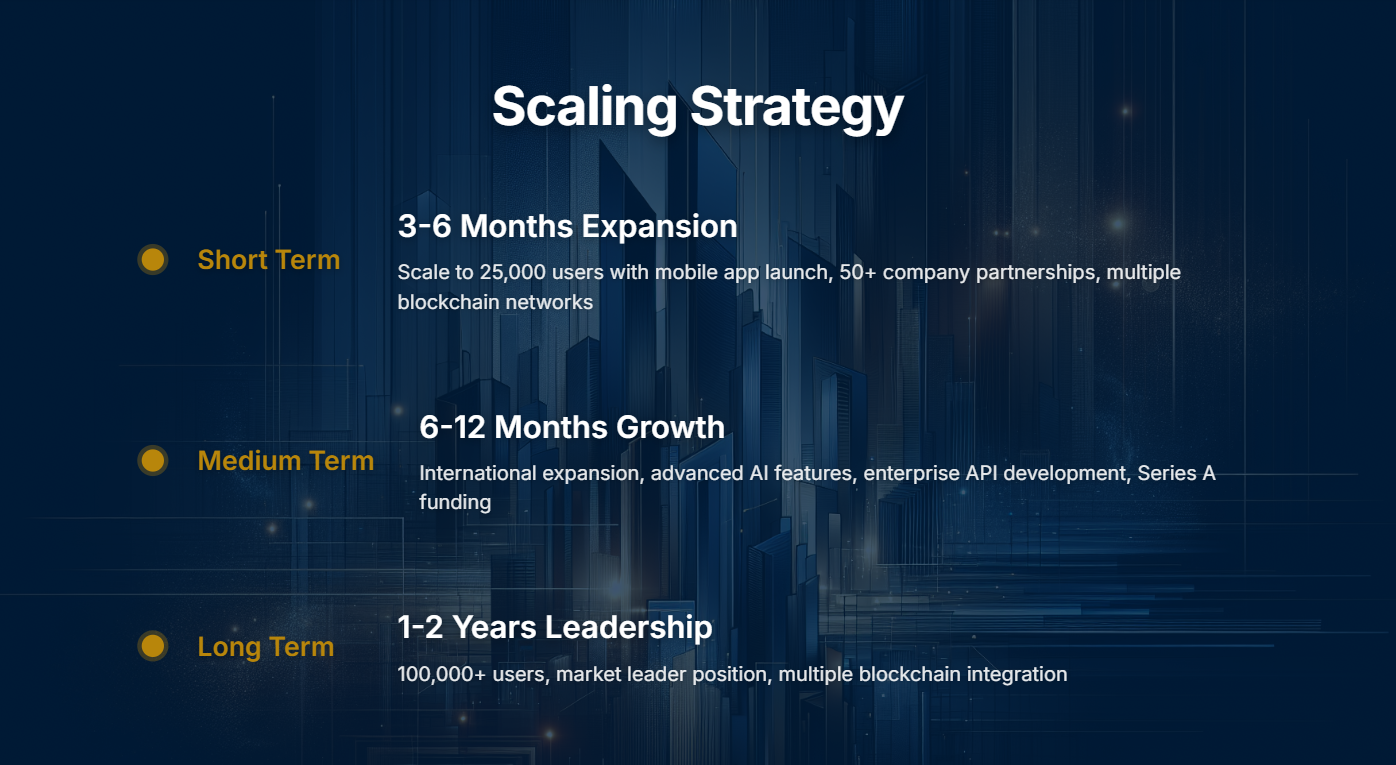 Scaling Strategy
Short Term
3-6 Months Expansion
Scale to 25,000 users with mobile app launch, 50+ company partnerships, multiple
blockchain networks
Medium Term
6-12 Months Growth
International expansion, advanced AI features, enterprise API development, Series A
funding
Long Term
1-2 Years Leadership
100,000+ users, market leader position, multiple blockchain integration